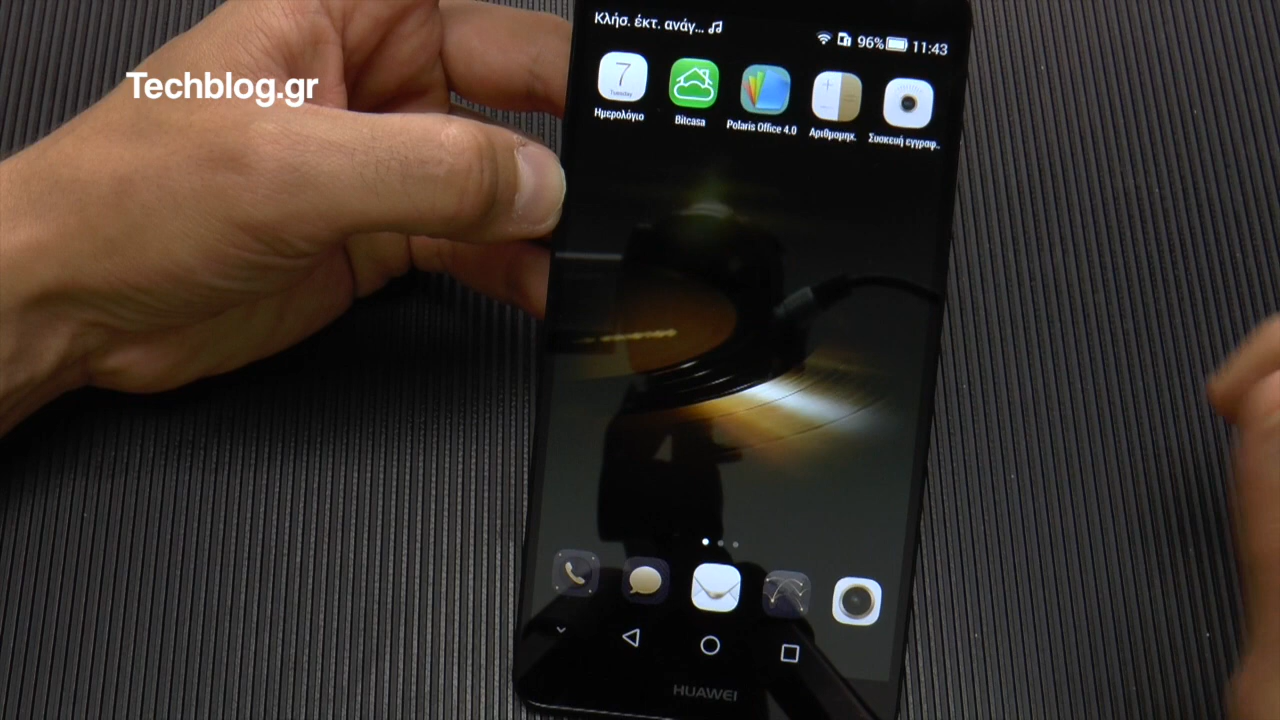 Techblog.gr
Κλήσ. έκτ. ανάγ...
96% 11:43
7
Tuesday
Ημερολόγιο
Bitcasa
Polaris Office 4.0
Αριθμομηχ.
Συσκευή εγγραφ..
HUAWEI